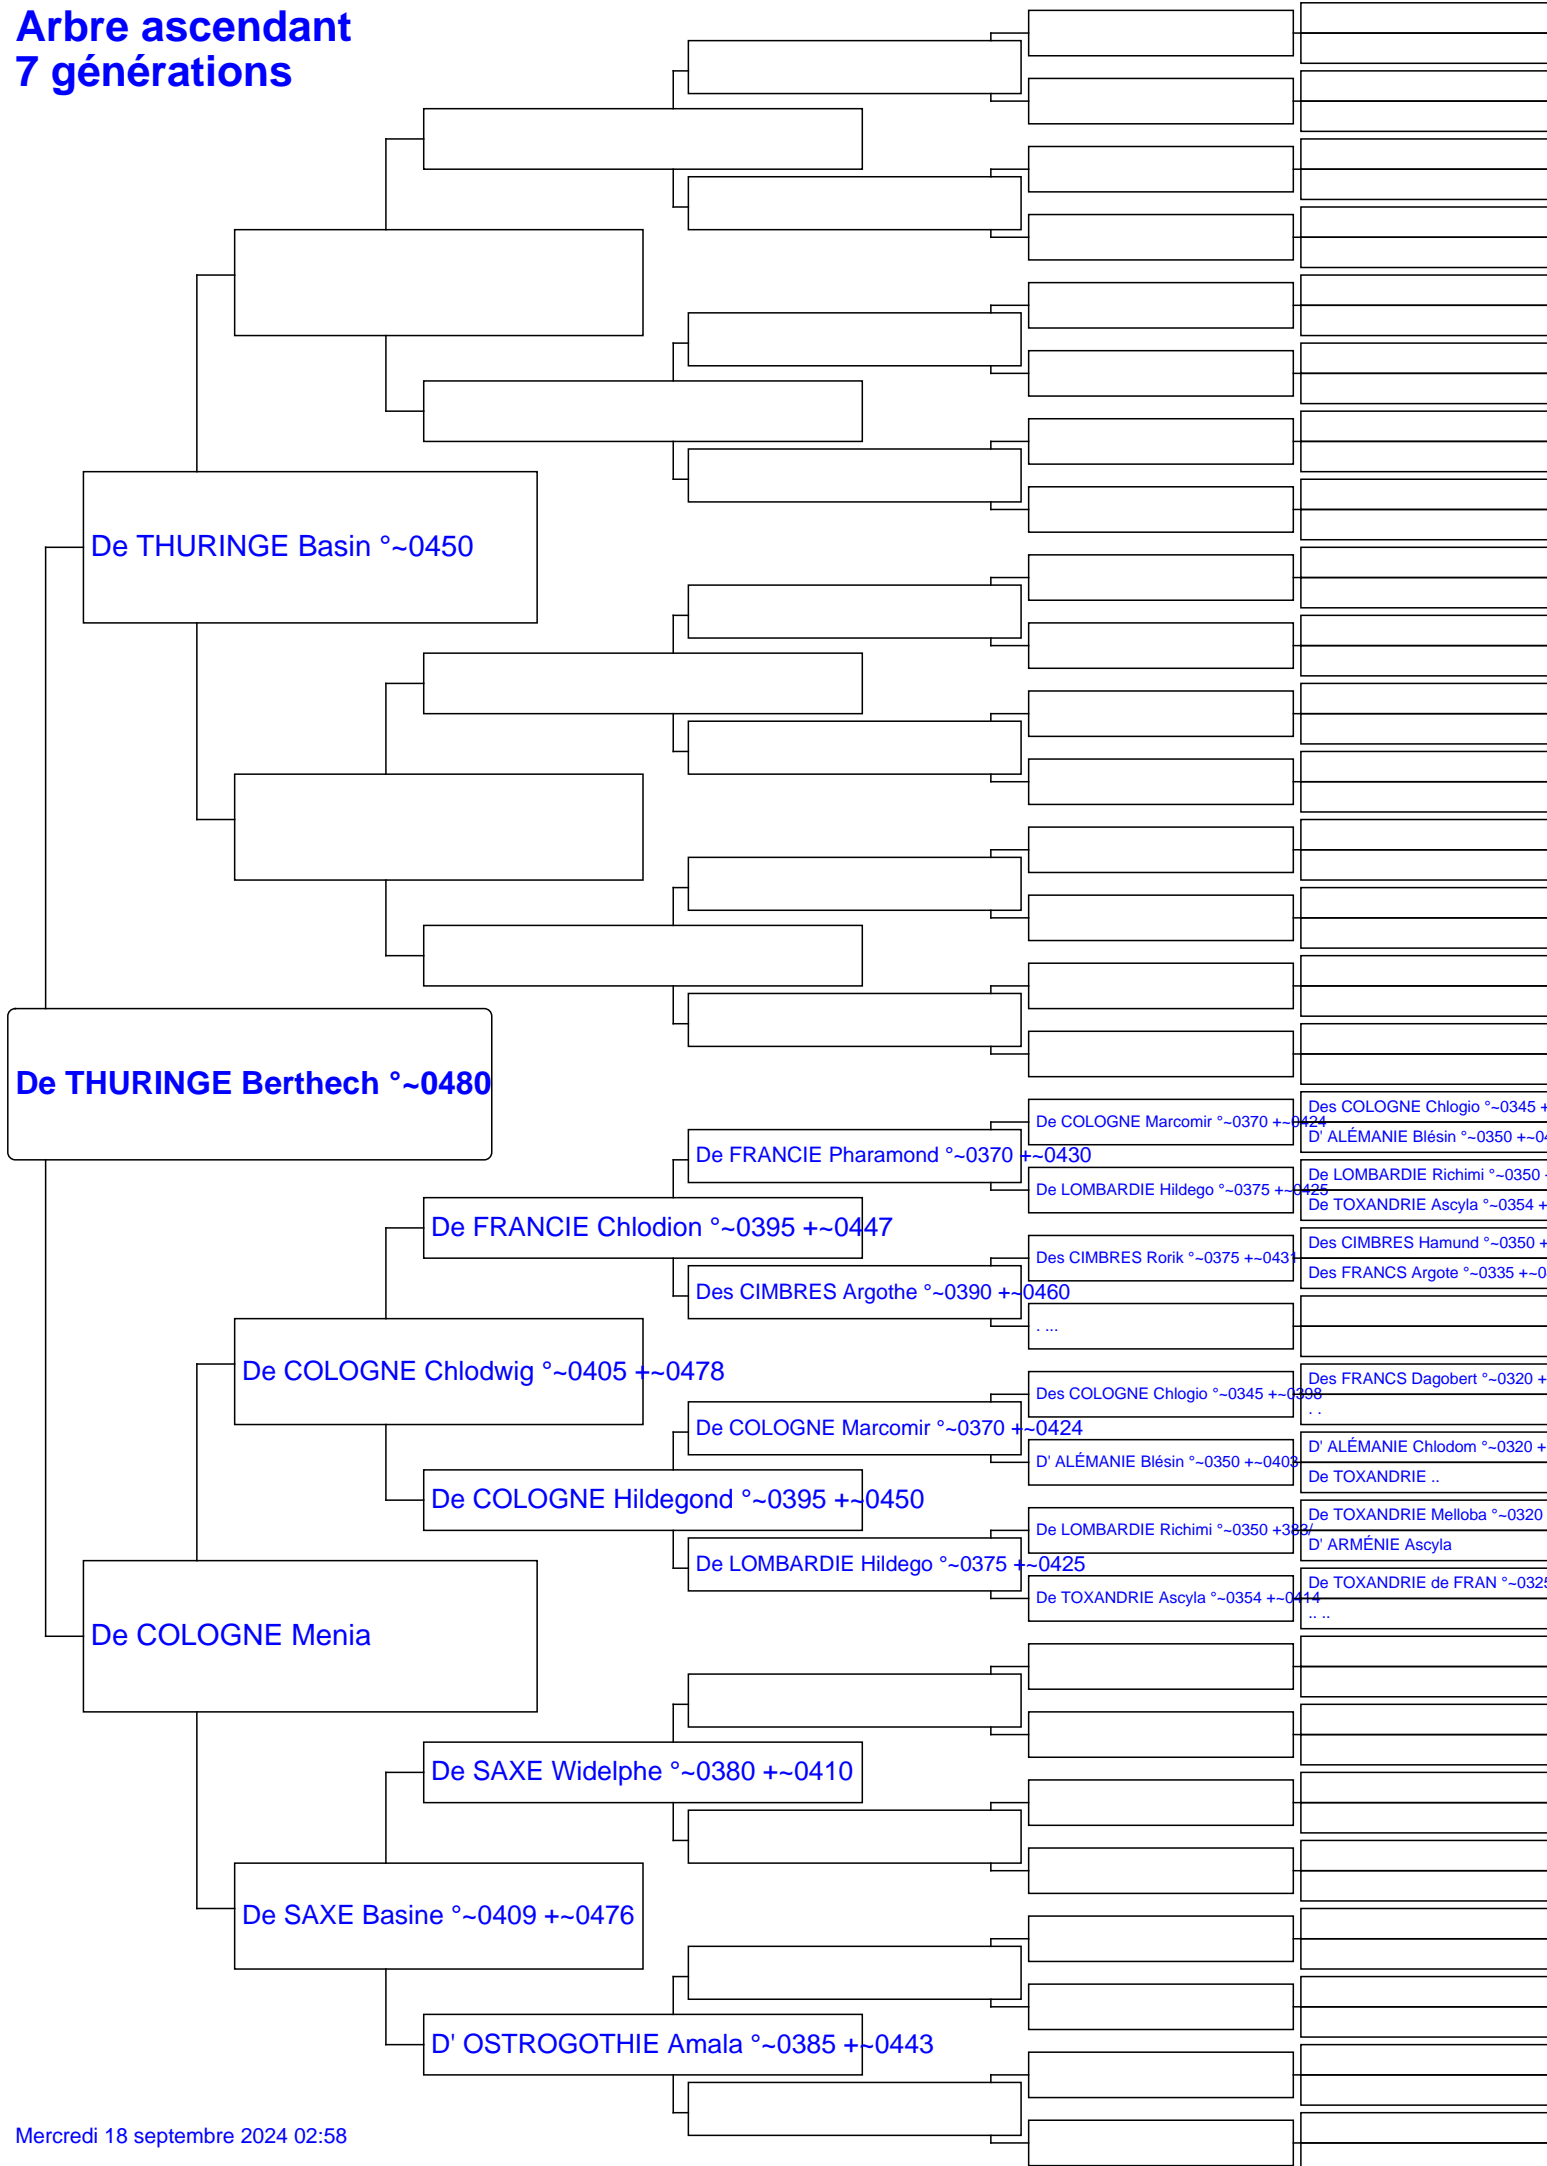 Arbre ascendant
7 générations
De THURINGE Basin °~0450
De THURINGE Berthech °~0480
De COLOGNE Menia
De COLOGNE Chlodwig °~0405 +~0478
De SAXE Basine °~0409 +~0476
De FRANCIE Chlodion °~0395 +~0447
De COLOGNE Hildegond °~0395 +~0450
De SAXE Widelphe °~0380 +~0410
D' OSTROGOTHIE Amala °~0385 +~0443
De FRANCIE Pharamond °~0370 +~0430
Des CIMBRES Argothe °~0390 +~0460
De COLOGNE Marcomir °~0370 +~0424
De LOMBARDIE Hildego °~0375 +~0425
De COLOGNE Marcomir °~0370 +~0424
De LOMBARDIE Hildego °~0375 +~0425
Des CIMBRES Rorik °~0375 +~0431
. ...
Des COLOGNE Chlogio °~0345 +~0398
D' ALÉMANIE Blésin °~0350 +~0403
De LOMBARDIE Richimi °~0350 +383/
De TOXANDRIE Ascyla °~0354 +~0414
Des COLOGNE Chlogio °~0345 +
D' ALÉMANIE Blésin °~0350 +~04
De LOMBARDIE Richimi °~0350
De TOXANDRIE Ascyla °~0354 +
Des CIMBRES Hamund °~0350 +
Des FRANCS Argote °~0335 +~0
Des FRANCS Dagobert °~0320 +
. .
D' ALÉMANIE Chlodom °~0320 +
De TOXANDRIE ..
De TOXANDRIE Melloba °~0320
D' ARMÉNIE Ascyla
De TOXANDRIE de FRAN °~0325
.. ..
Mercredi 18 septembre 2024 02:58